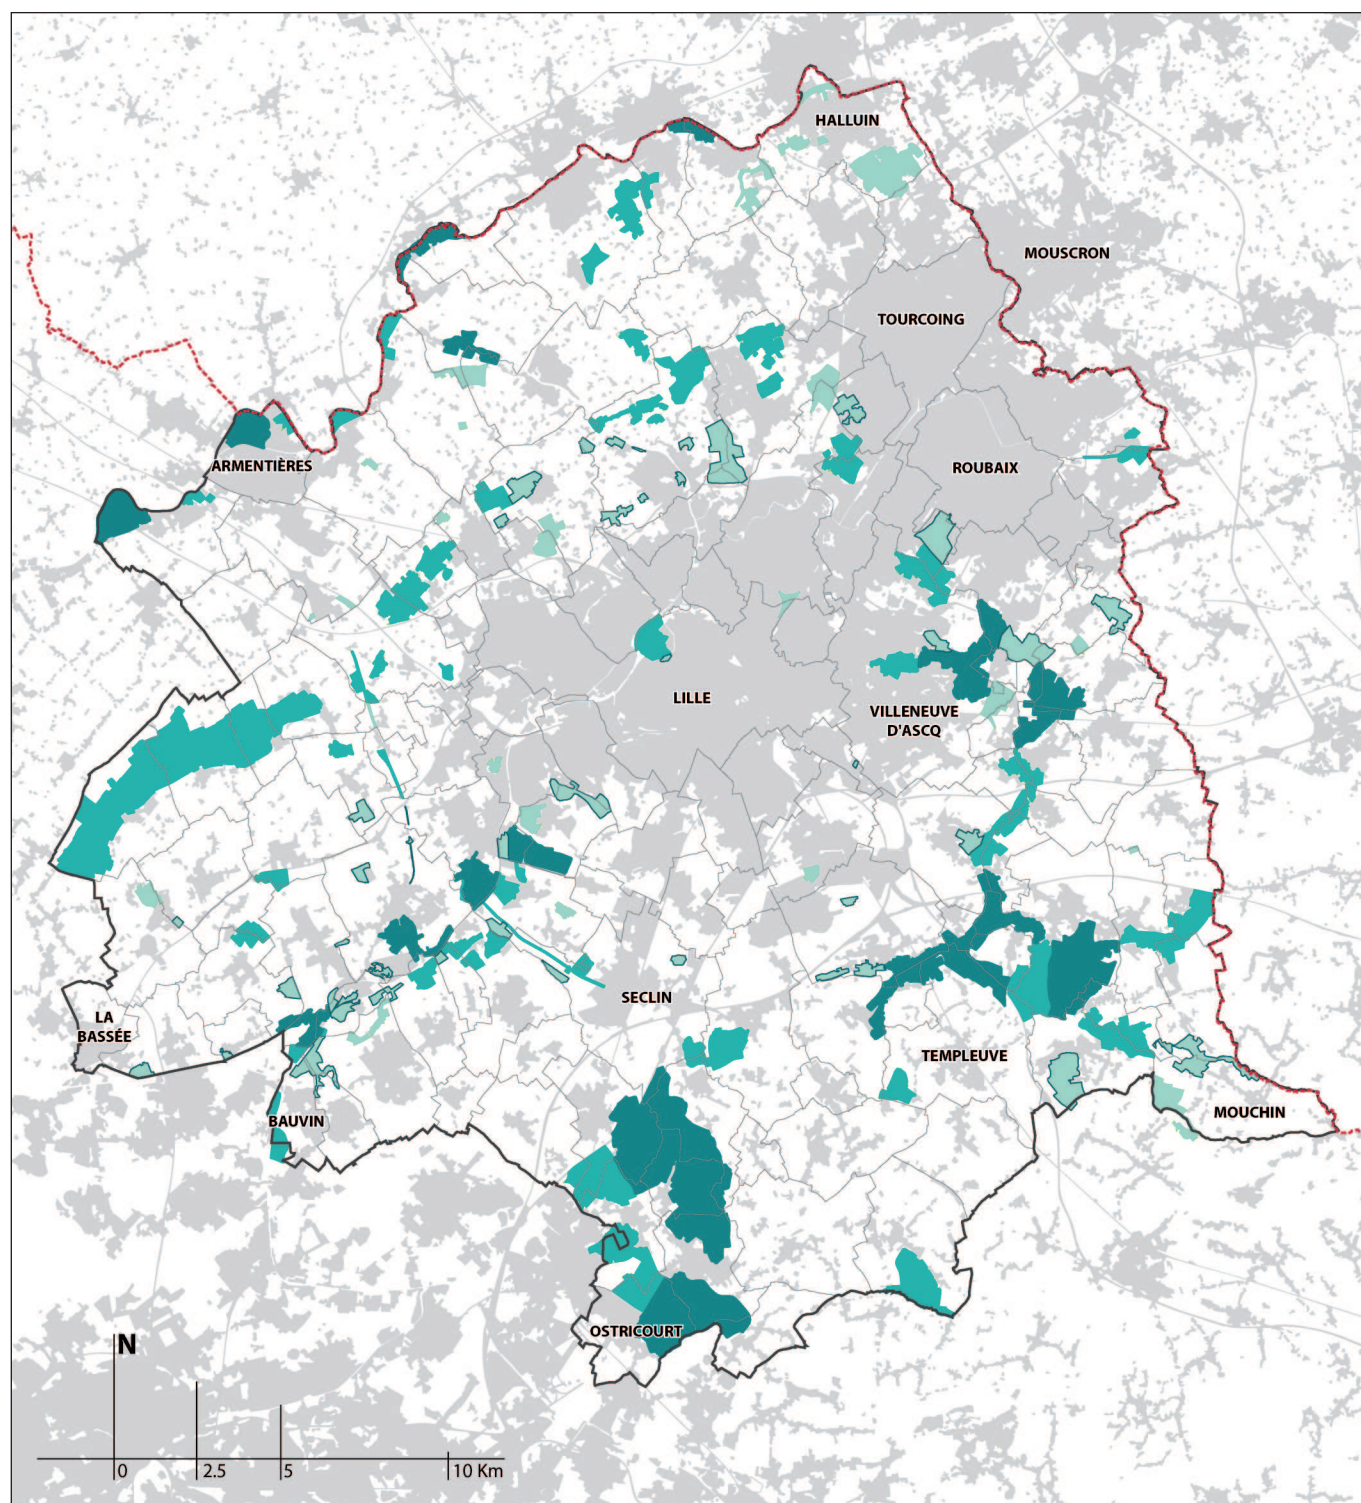 HALLUIN
MOUSCRON
TOURCOING
ARMENTIÈRES
ROUBAIX
LILLE
VILLENEUVE
D'ASCQ
SECLIN
LA
BASSÉE
TEMPLEUVE
BAUVIN
MOUCHIN
OSTRICOURT
N
0 2.5 5 10 Km